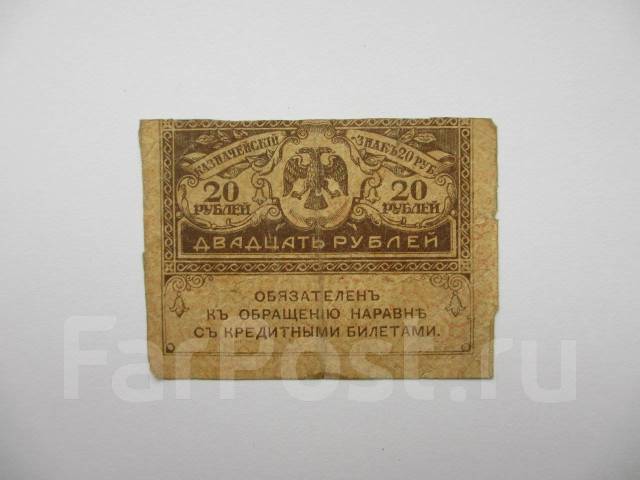 КАЗНАЧЕЙСКІЙ ЗНАКЪ 20 РУБ.
20 20
РУБЛЕЙ РУБЛЕЙ
ДВАДЦАТЬ РУБЛЕЙ
ОБЯЗАТЕЛЕНЪ
КЪ ОБРАЩЕНІЮ НАРАВНѢ
СЪ КРЕДИТНЫМИ БИЛЕТАМИ.
FarPost.ru